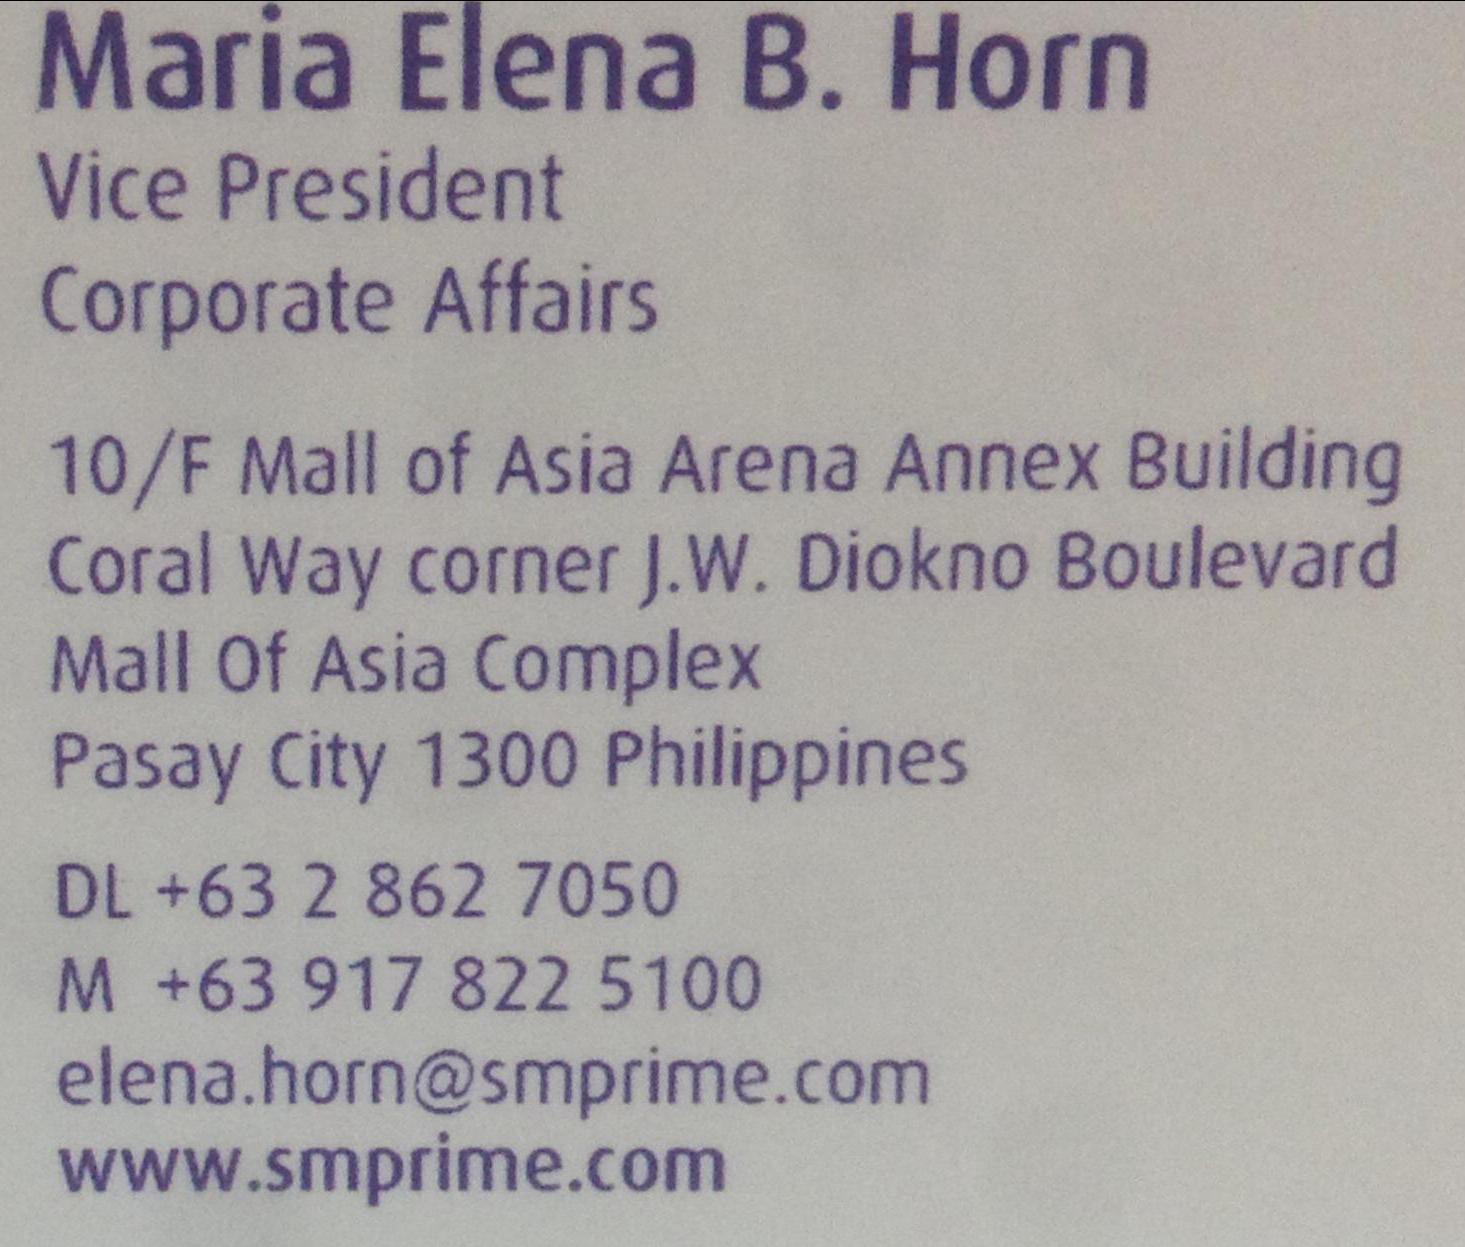 Maria Elena B. Horn
Vice President
Corporate Affairs
10/F Mall of Asia Arena Annex Building
Coral Way corner J.W. Diokno Boulevard
Mall Of Asia Complex
Pasay City 1300 Philippines
DL +63 2 862 7050
M +63 917 822 5100
elena.horn@smprime.com
www.smprime.com